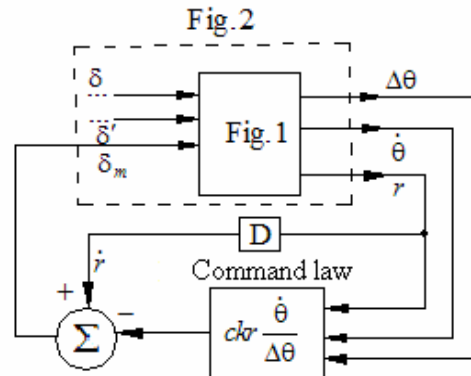 Fig.2
δ
Δθ
Fig.1
δ'
θ̇
δₘ
r
D
ṙ
Command law
+
−
Σ
ckr θ̇/Δθ